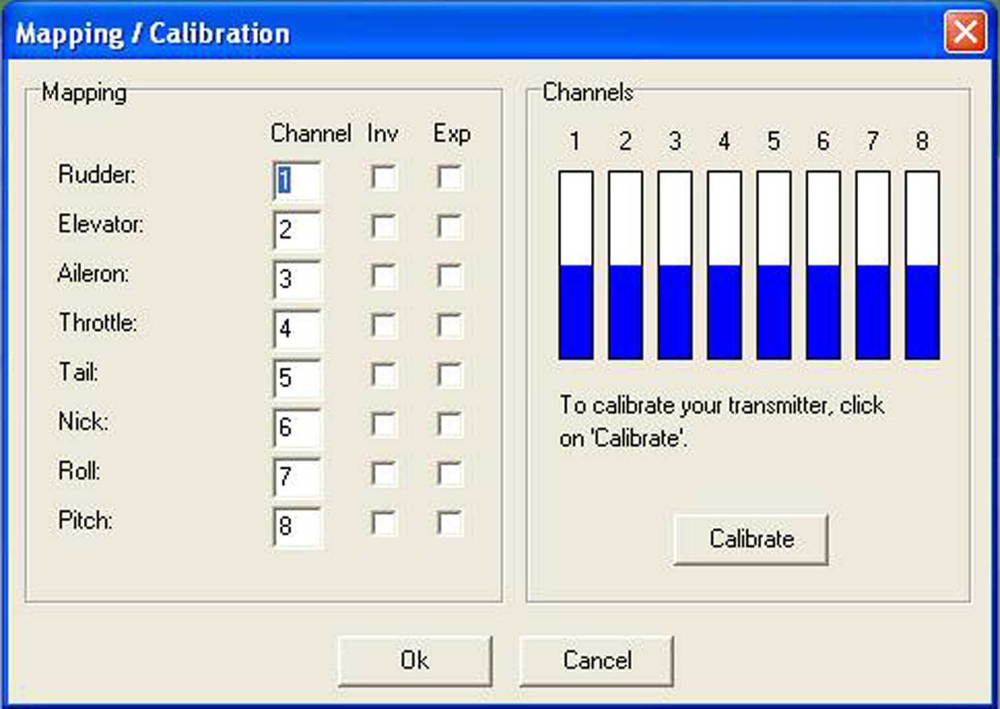 Mapping / Calibration
Mapping
Channel Inv Exp
Rudder: 1
Elevator: 2
Aileron: 3
Throttle: 4
Tail: 5
Nick: 6
Roll: 7
Pitch: 8
Channels
1 2 3 4 5 6 7 8
To calibrate your transmitter, click
on 'Calibrate'.
Calibrate
Ok Cancel